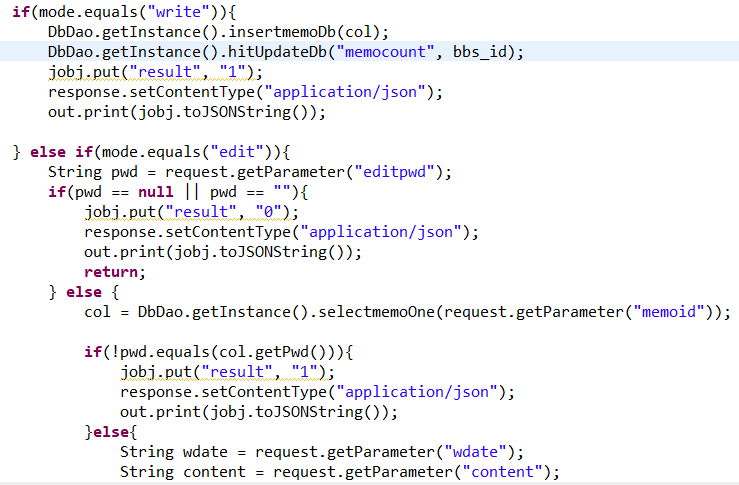 if(mode.equals("write")){
    DbDao.getInstance().insertmemoDb(col);
    DbDao.getInstance().hitUpdateDb("memocount", bbs_id);
    jobj.put("result", "1");
    response.setContentType("application/json");
    out.print(jobj.toJSONString());

} else if(mode.equals("edit")){
    String pwd = request.getParameter("editpwd");
    if(pwd == null || pwd == ""){
        jobj.put("result", "0");
        response.setContentType("application/json");
        out.print(jobj.toJSONString());
        return;
    } else {
        col = DbDao.getInstance().selectmemoOne(request.getParameter("memoid"));

        if(!pwd.equals(col.getPwd())){
            jobj.put("result", "1");
            response.setContentType("application/json");
            out.print(jobj.toJSONString());
        }else{
            String wdate = request.getParameter("wdate");
            String content = request.getParameter("content");